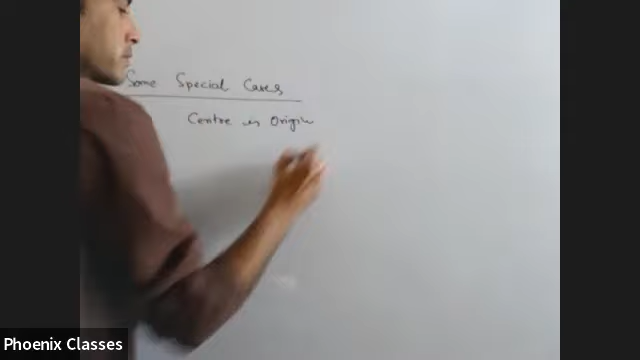 Some Special Cases
Centre is Origin
Phoenix Classes